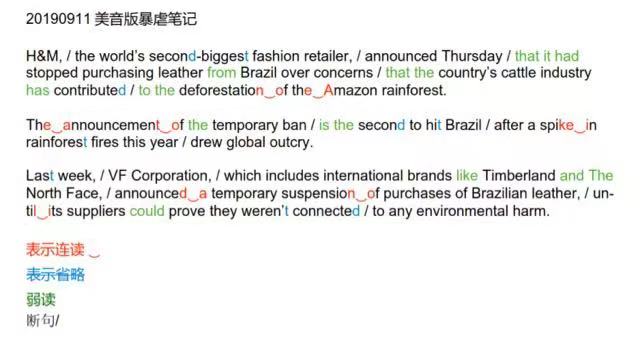 20190911 美音版暴虐笔记
H&M, / the world's second-biggest fashion retailer, / announced Thursday / that it had
stopped purchasing leather from Brazil over concerns / that the country's cattle industry
has contributed / to the deforestation‿of the‿Amazon rainforest.
The‿announcement‿of the temporary ban / is the second to hit Brazil / after a spike‿in
rainforest fires this year / drew global outcry.
Last week, / VF Corporation, / which includes international brands like Timberland and The
North Face, / announced‿a temporary suspension‿of purchases of Brazilian leather, / un-
til‿its suppliers could prove they weren't connected / to any environmental harm.
表示连读 ‿
表示省略
弱读
断句/